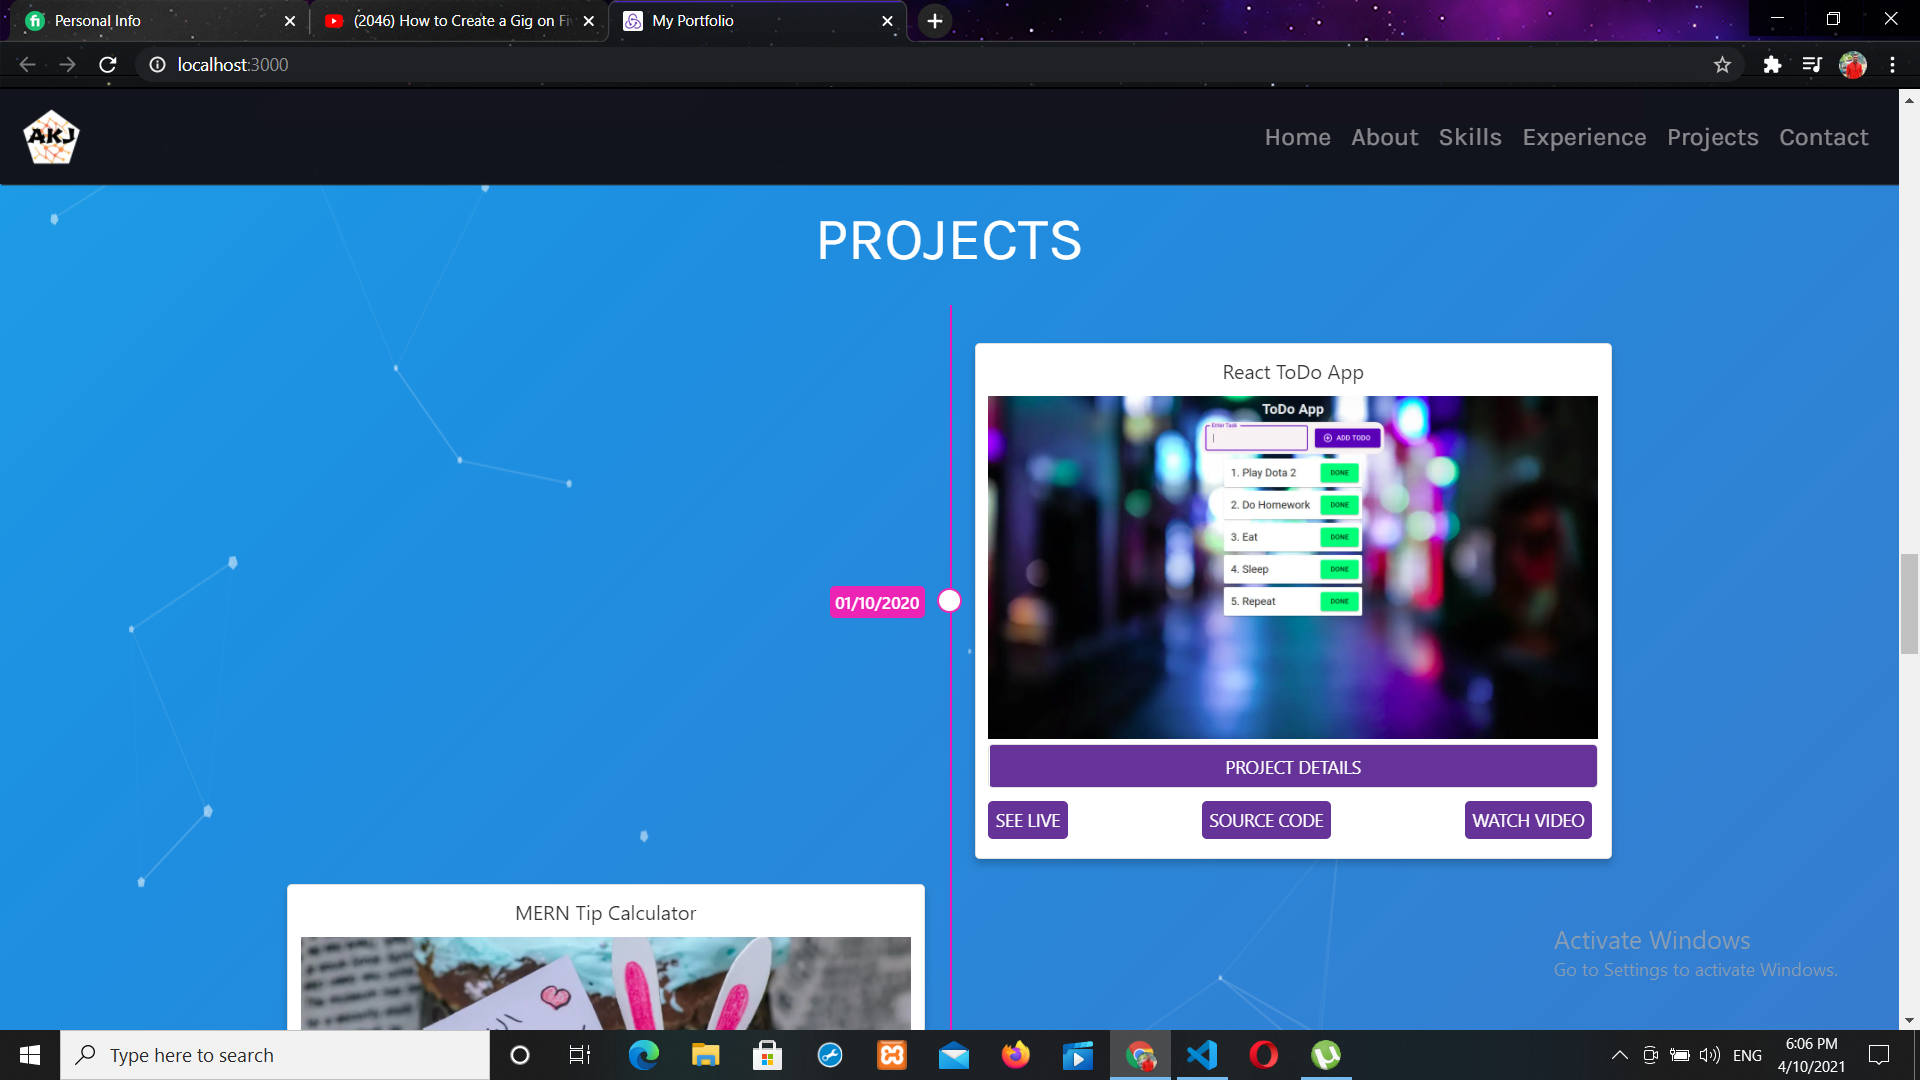 Personal Info
(2046) How to Create a Gig on Fiv
My Portfolio
localhost:3000
AKJ
Home About Skills Experience Projects Contact
PROJECTS
React ToDo App
ToDo App
Enter Task
ADD TODO
1. Play Dota 2 DONE
2. Do Homework DONE
3. Eat DONE
4. Sleep DONE
5. Repeat DONE
01/10/2020
PROJECT DETAILS
SEE LIVE SOURCE CODE WATCH VIDEO
MERN Tip Calculator
Activate Windows
Go to Settings to activate Windows.
Type here to search
ENG
6:06 PM
4/10/2021